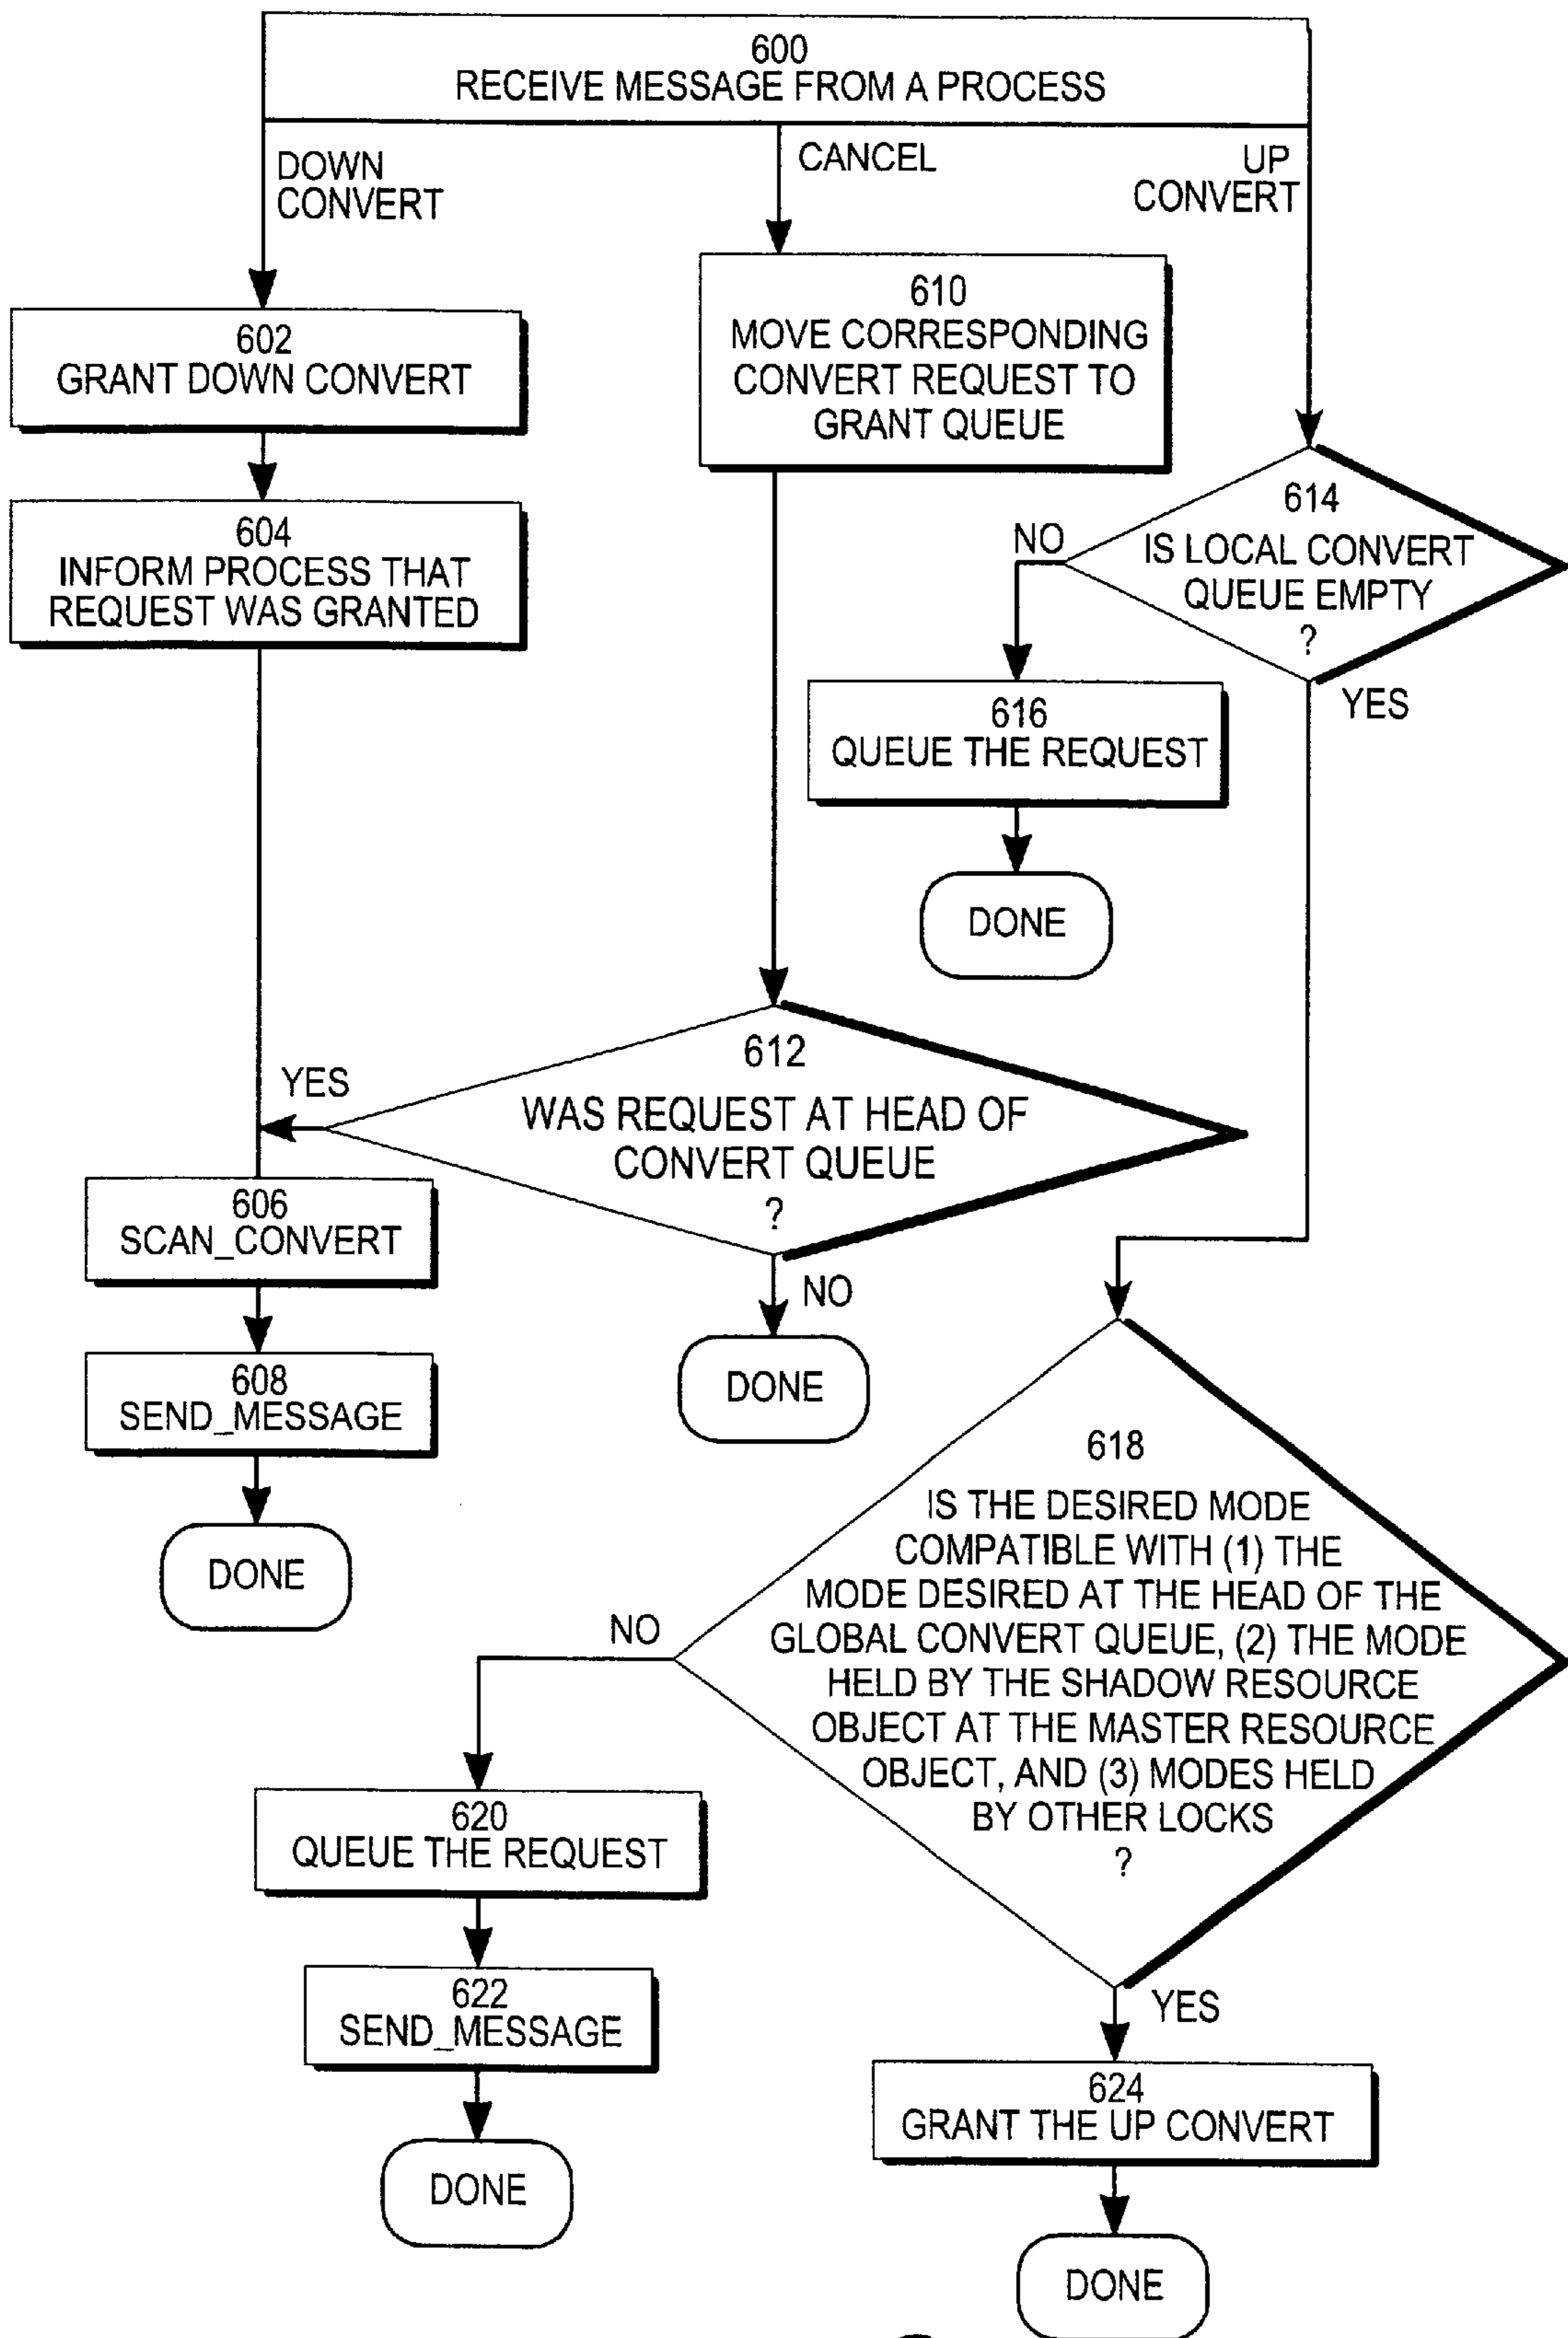 600
RECEIVE MESSAGE FROM A PROCESS
DOWN
CONVERT
CANCEL
UP
CONVERT
602
GRANT DOWN CONVERT
604
INFORM PROCESS THAT
REQUEST WAS GRANTED
610
MOVE CORRESPONDING
CONVERT REQUEST TO
GRANT QUEUE
614
IS LOCAL CONVERT
QUEUE EMPTY
?
NO
YES
616
QUEUE THE REQUEST
DONE
612
WAS REQUEST AT HEAD OF
CONVERT QUEUE
?
YES
NO
DONE
606
SCAN_CONVERT
608
SEND_MESSAGE
DONE
618
IS THE DESIRED MODE
COMPATIBLE WITH (1) THE
MODE DESIRED AT THE HEAD OF THE
GLOBAL CONVERT QUEUE, (2) THE MODE
HELD BY THE SHADOW RESOURCE
OBJECT AT THE MASTER RESOURCE
OBJECT, AND (3) MODES HELD
BY OTHER LOCKS
?
NO
YES
620
QUEUE THE REQUEST
622
SEND_MESSAGE
DONE
624
GRANT THE UP CONVERT
DONE